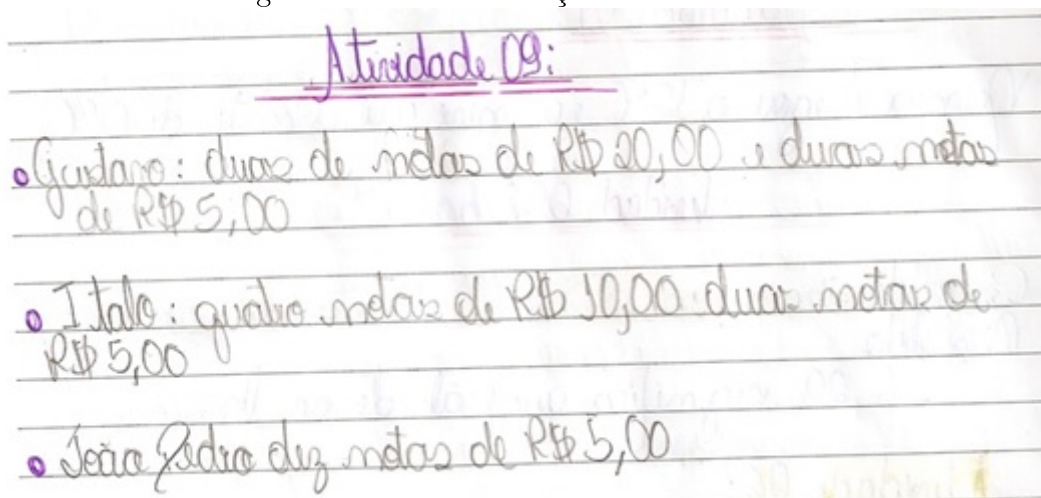 Atividade 09:
Gustavo: duas de notas de R$ 20,00 e duas notas
de R$ 5,00
Italo: quatro notas de R$ 10,00 duas notas de
R$ 5,00
João Pedro dez notas de R$ 5,00